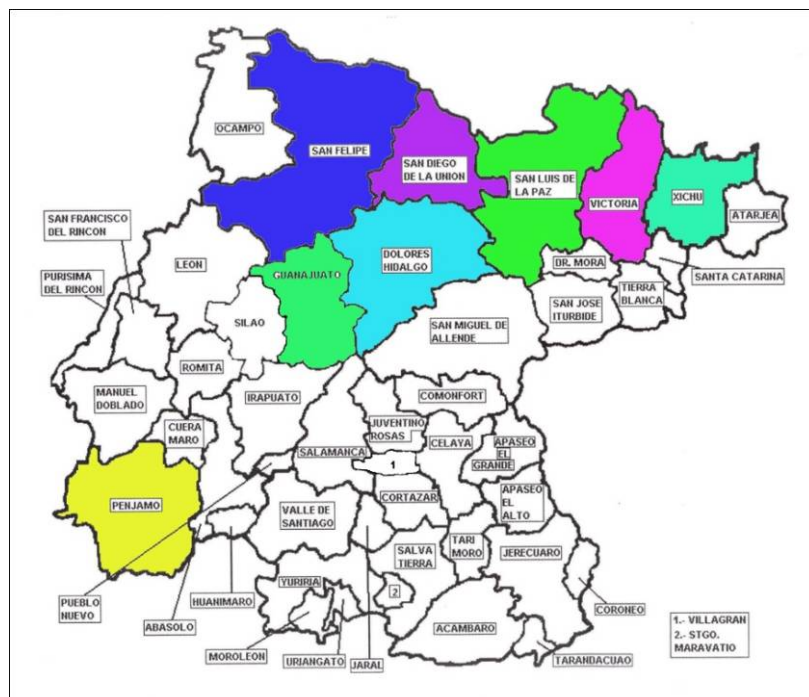 OCAMPO
SAN FELIPE
SAN DIEGO
DE LA UNION
SAN LUIS DE
LA PAZ
VICTORIA
XICHU
ATARJEA
SAN FRANCISCO
DEL RINCON
PURISIMA
DEL RINCON
LEON
GUANAJUATO
DOLORES
HIDALGO
DR. MORA
TIERRA
BLANCA
SANTA CATARINA
SILAO
SAN MIGUEL DE
ALLENDE
SAN JOSE
ITURBIDE
ROMITA
MANUEL
DOBLADO
CUERA
MARO
IRAPUATO
SALAMANCA
JUVENTINO
ROSAS
COMONFORT
CELAYA
APASEO
EL
GRANDE
1
CORTAZAR
APASEO
EL
ALTO
PENJAMO
VALLE DE
SANTIAGO
SALVA
TIERRA
TARI
MORO
JERECUARO
PUEBLO
NUEVO
ABASOLO
HUANIMARO
YURIRIA
2
MOROLEON
URIANGATO
JARAL
ACAMBARO
TARANDACUAO
CORONEO
1.- VILLAGRAN
2.- STGO.
MARAVATIO